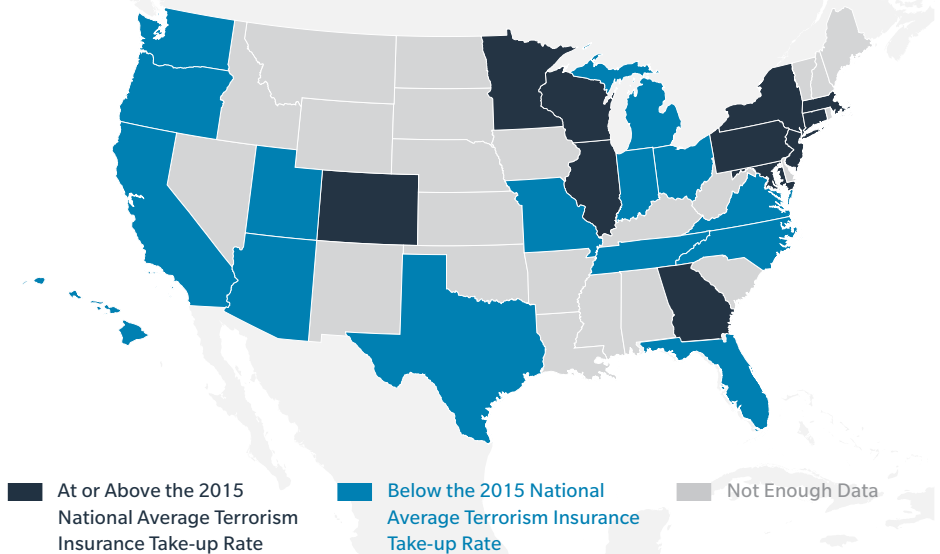 At or Above the 2015
National Average Terrorism
Insurance Take-up Rate
Below the 2015 National
Average Terrorism Insurance
Take-up Rate
Not Enough Data